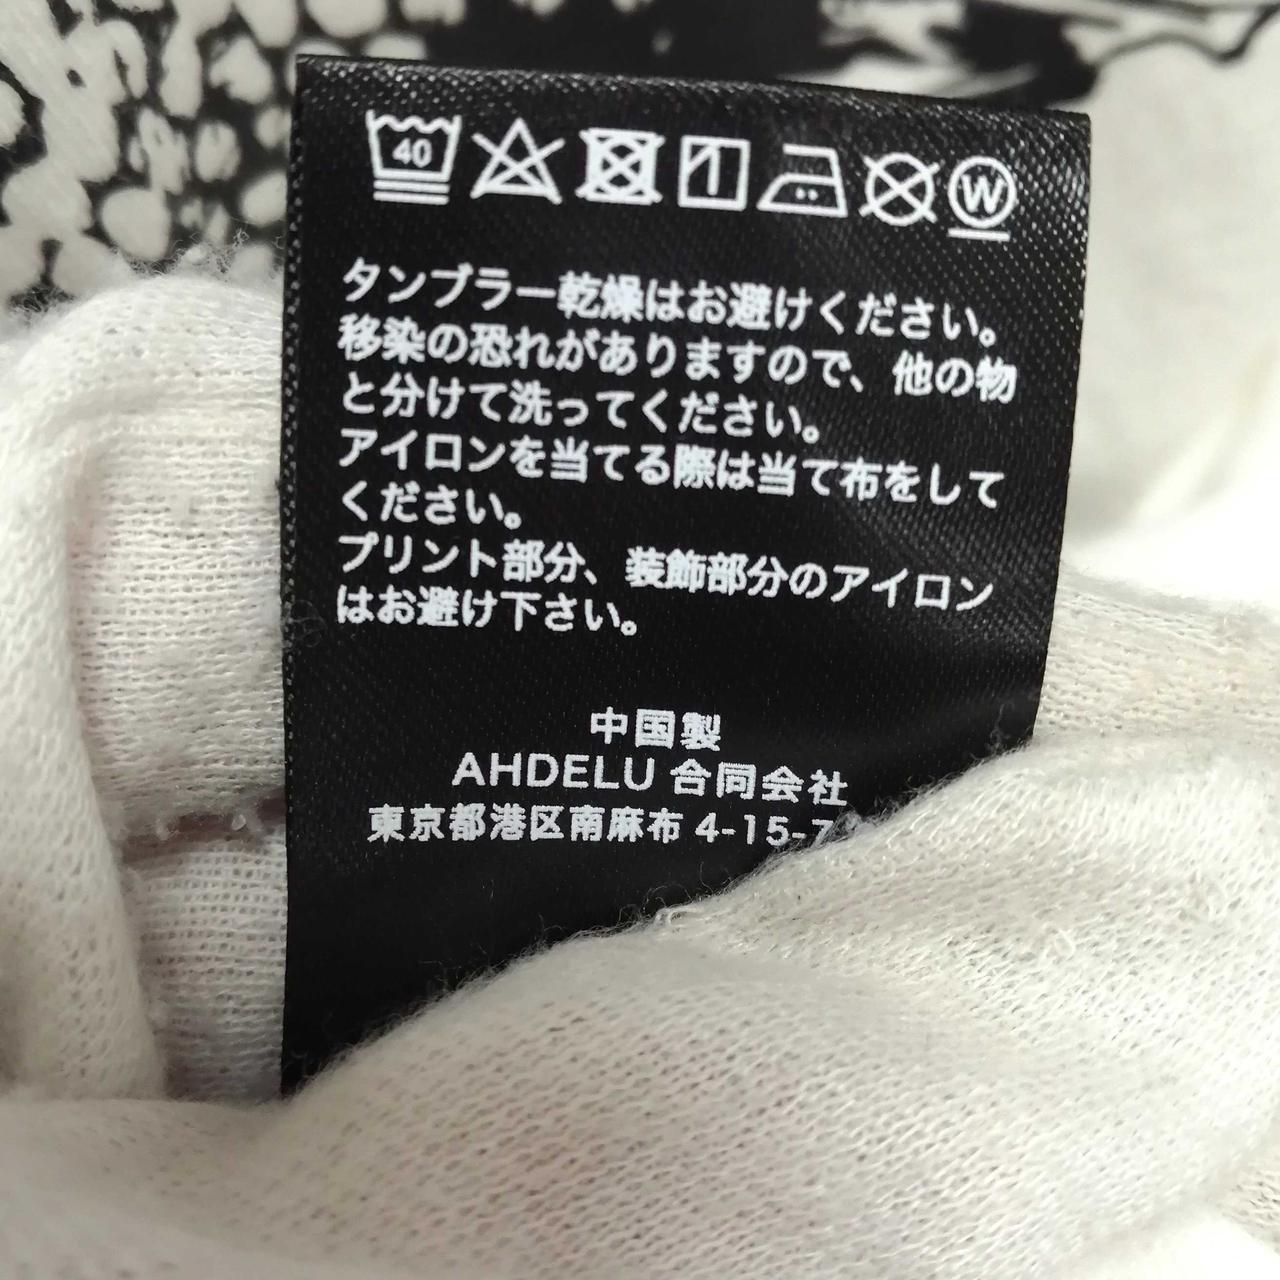 40
W
タンブラー乾燥はお避けください。
移染の恐れがありますので、他の物
と分けて洗ってください。
アイロンを当てる際は当て布をして
ください。
プリント部分、装飾部分のアイロン
はお避け下さい。
中国製
AHDELU 合同会社
東京都港区南麻布 4-15-7